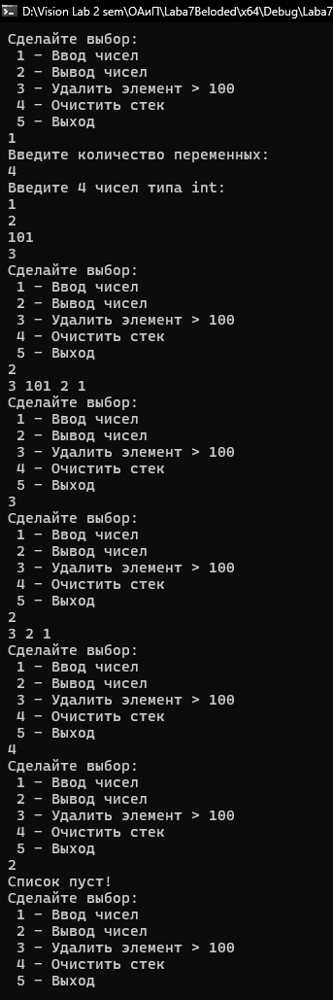 D:\Vision Lab 2 sem\ОАиП\Laba7Beloded\x64\Debug\Laba7
Сделайте выбор:
 1 - Ввод чисел
 2 - Вывод чисел
 3 - Удалить элемент > 100
 4 - Очистить стек
 5 - Выход
1
Введите количество переменных:
4
Введите 4 чисел типа int:
1
2
101
3
Сделайте выбор:
 1 - Ввод чисел
 2 - Вывод чисел
 3 - Удалить элемент > 100
 4 - Очистить стек
 5 - Выход
2
3 101 2 1
Сделайте выбор:
 1 - Ввод чисел
 2 - Вывод чисел
 3 - Удалить элемент > 100
 4 - Очистить стек
 5 - Выход
3
Сделайте выбор:
 1 - Ввод чисел
 2 - Вывод чисел
 3 - Удалить элемент > 100
 4 - Очистить стек
 5 - Выход
2
3 2 1
Сделайте выбор:
 1 - Ввод чисел
 2 - Вывод чисел
 3 - Удалить элемент > 100
 4 - Очистить стек
 5 - Выход
4
Сделайте выбор:
 1 - Ввод чисел
 2 - Вывод чисел
 3 - Удалить элемент > 100
 4 - Очистить стек
 5 - Выход
2
Список пуст!
Сделайте выбор:
 1 - Ввод чисел
 2 - Вывод чисел
 3 - Удалить элемент > 100
 4 - Очистить стек
 5 - Выход